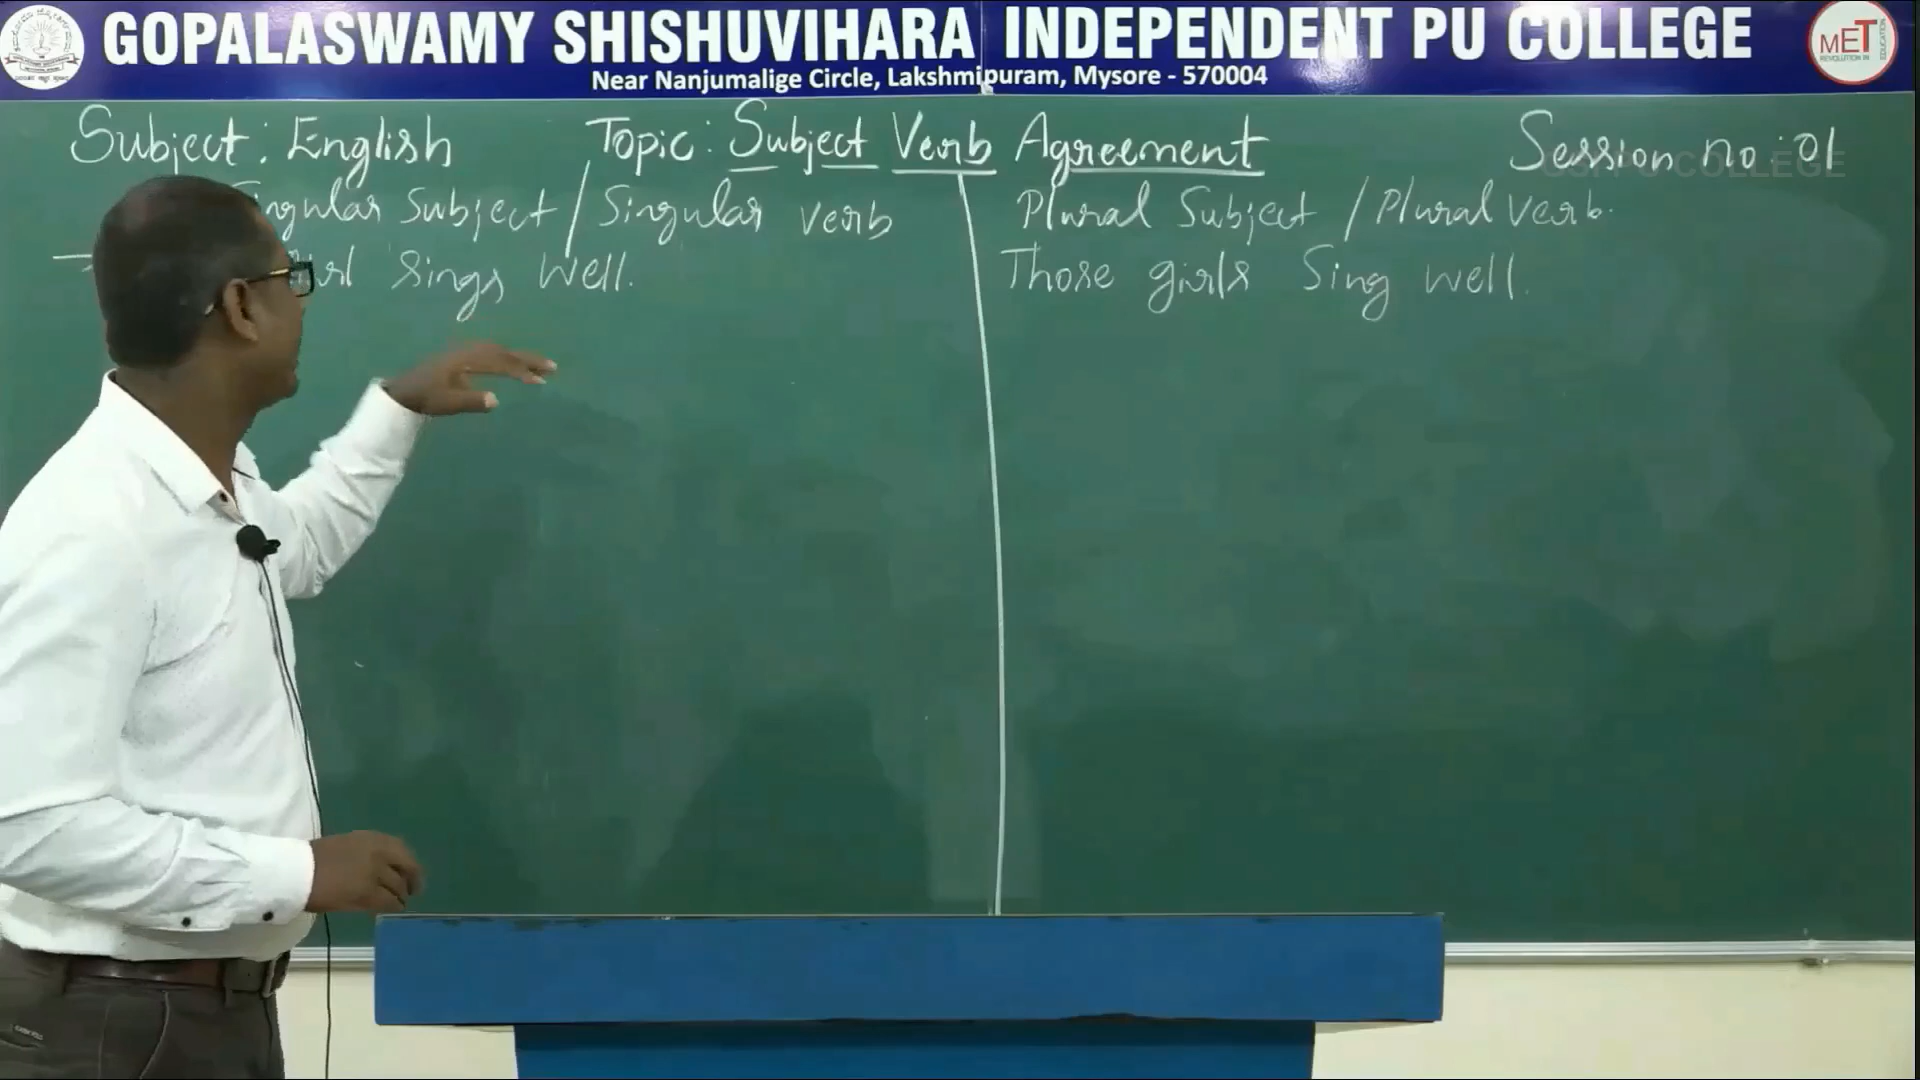 GOPALASWAMY SHISHUVIHARA INDEPENDENT PU COLLEGE
Near Nanjumalige Circle, Lakshmipuram, Mysore - 570004
MET
Subject: English Topic: Subject Verb Agreement Session no: 01
Subject / Singular verb
Sings well.
Plural Subject / Plural verb.
Those girls Sing well.